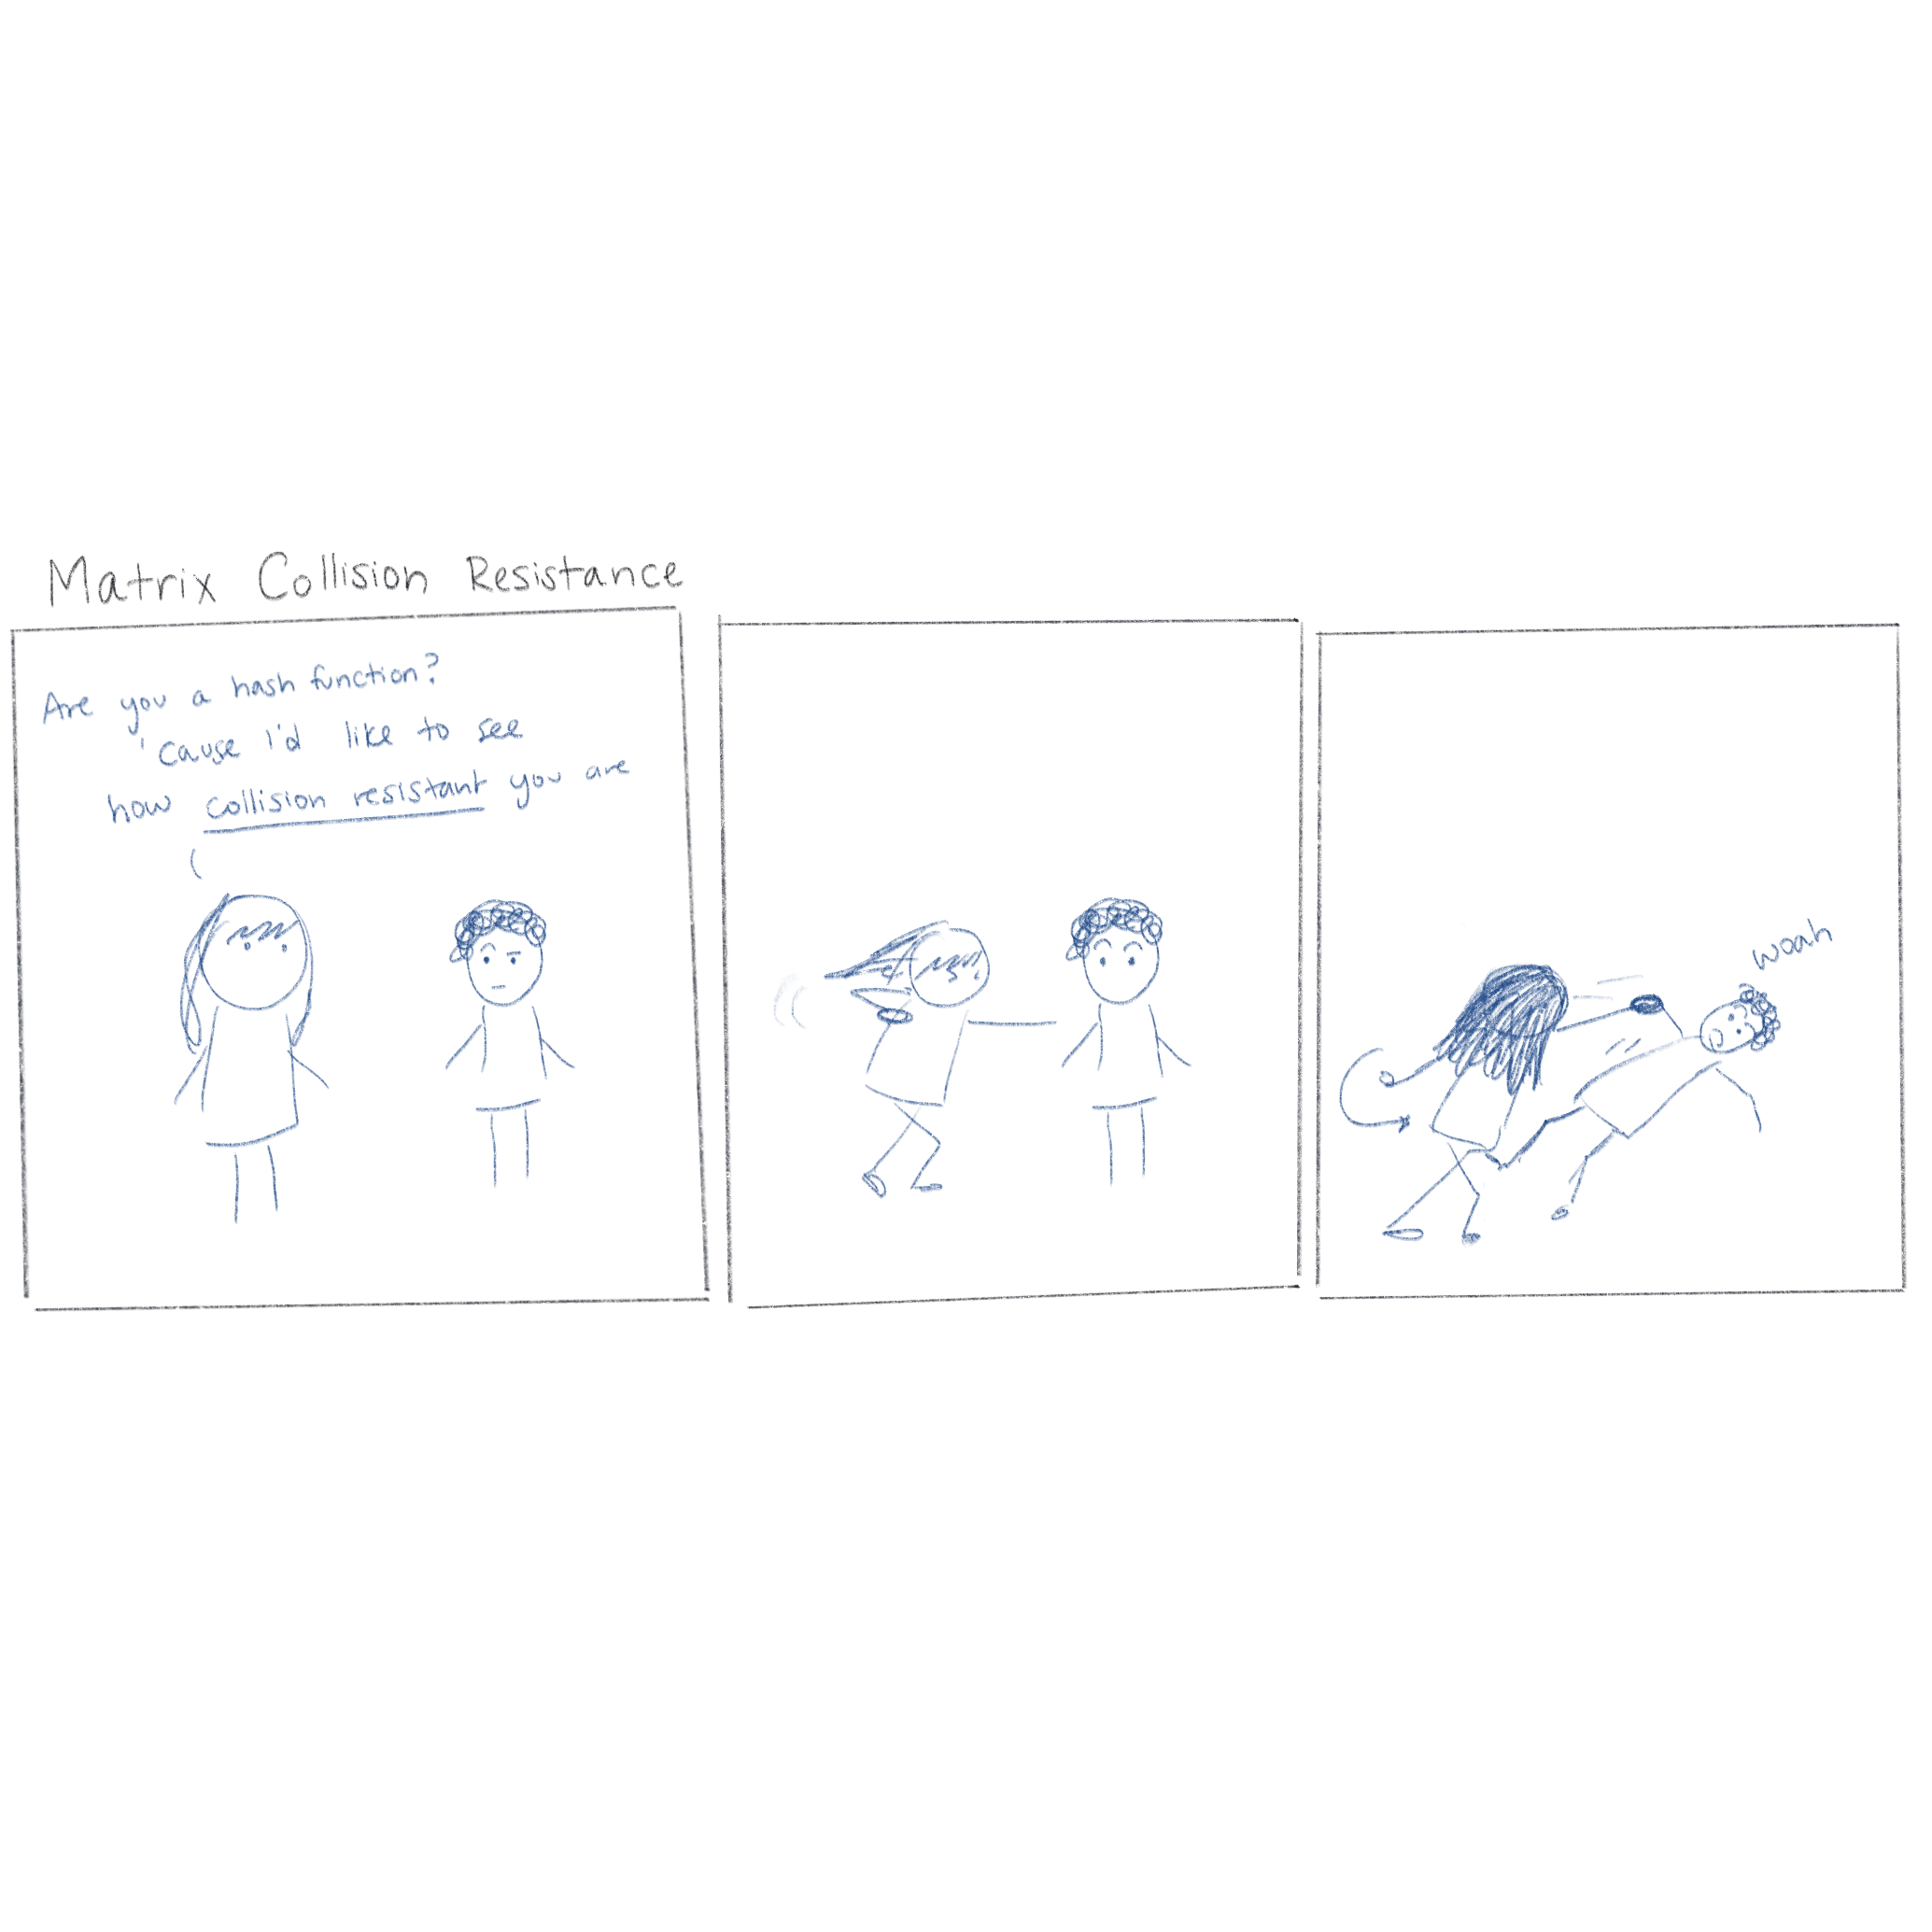 Matrix Collision Resistance
Are you a hash function?
'cause I'd like to see
how collision resistant you are
woah